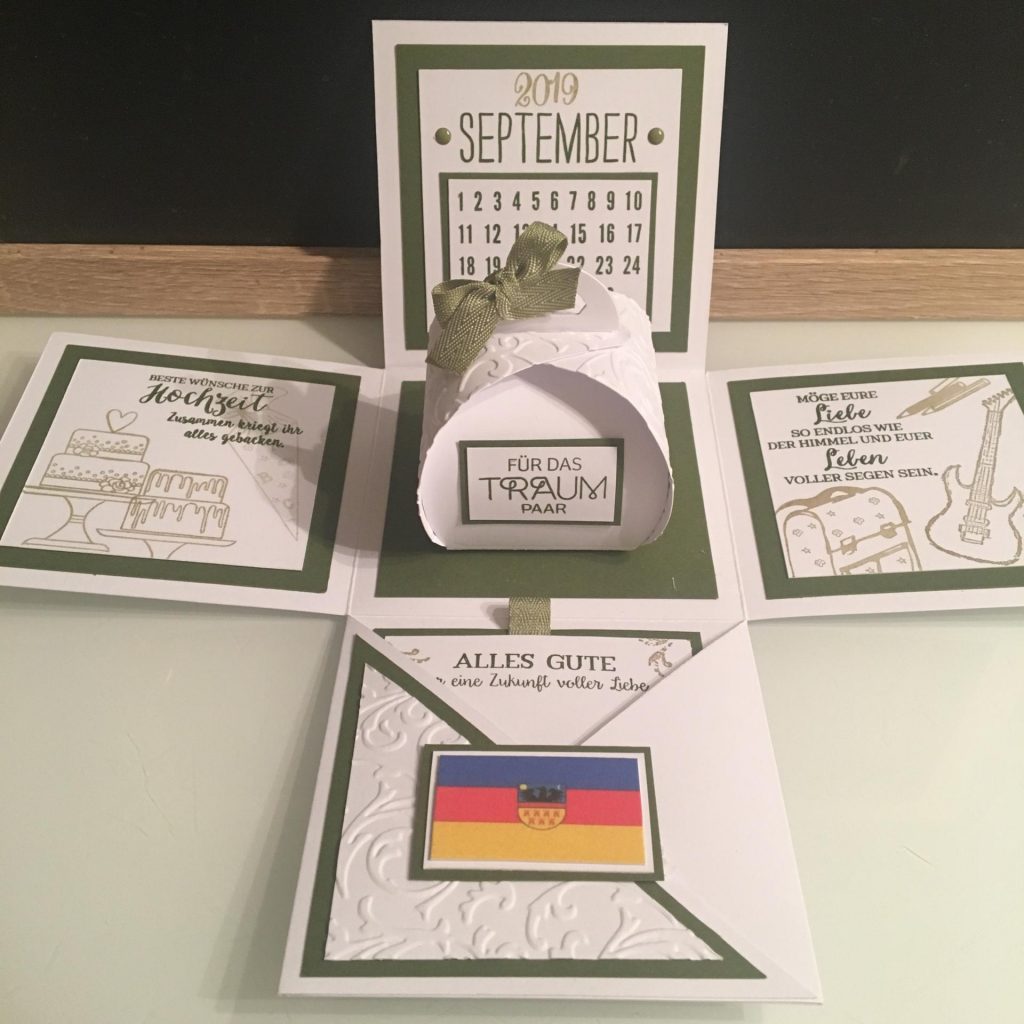 2019
SEPTEMBER
1 2 3 4 5 6 7 8 9 10
11 12 15 16 17
18 22 23 24
BESTE WÜNSCHE ZUR
Hochzeit
Zusammen kriegt ihr
alles gebacken.
FÜR DAS
TRAUM
PAAR
MÖGE EURE
Liebe
SO ENDLOS WIE
DER HIMMEL UND EUER
Leben
VOLLER SEGEN SEIN.
ALLES GUTE
eine Zukunft voller Liebe